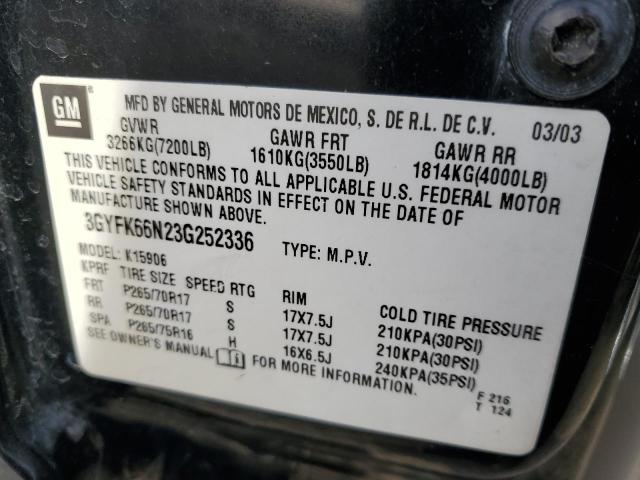 GM ®
MFD BY GENERAL MOTORS DE MEXICO, S. DE R.L. DE C.V. 03/03
GVWR GAWR FRT GAWR RR
3266KG(7200LB) 1610KG(3550LB) 1814KG(4000LB)
THIS VEHICLE CONFORMS TO ALL APPLICABLE U.S. FEDERAL MOTOR
VEHICLE SAFETY STANDARDS IN EFFECT ON THE DATE OF
MANUFACTURE SHOWN ABOVE.
3GYFK66N23G252336 TYPE: M.P.V.
MODEL: K15906
KPRF TIRE SIZE SPEED RTG RIM COLD TIRE PRESSURE
FRT P265/70R17 S 17X7.5J 210KPA(30PSI)
RR P265/70R17 S 17X7.5J 210KPA(30PSI)
SPA P265/75R16 H 16X6.5J 240KPA(35PSI)
SEE OWNER'S MANUAL FOR MORE INFORMATION.
F 216
T 124